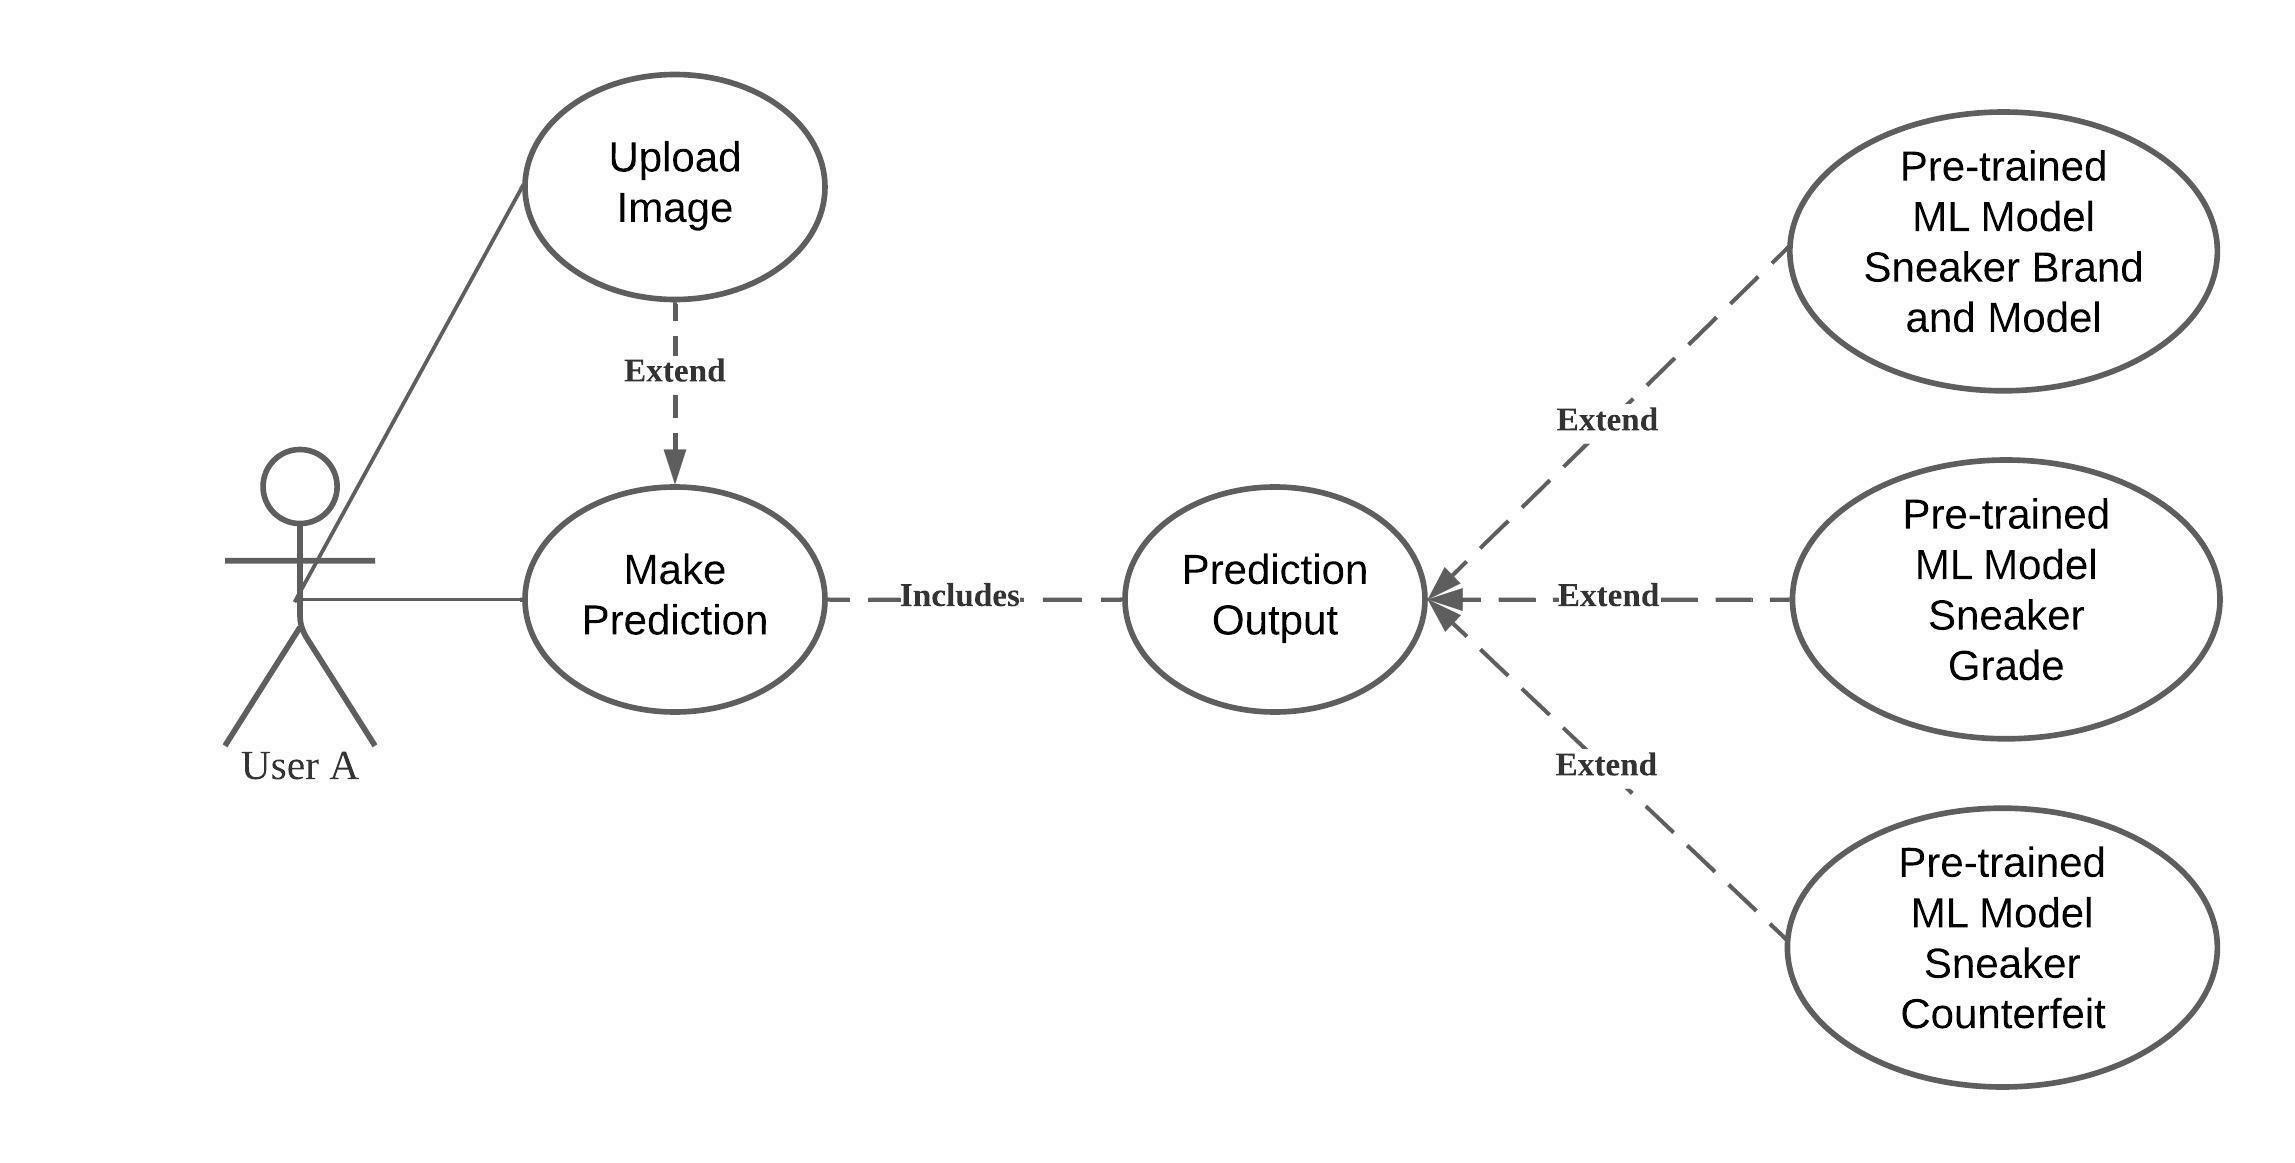 Upload
Image
Extend
Make
Prediction
User A
Includes
Prediction
Output
Extend
Extend
Extend
Pre-trained
ML Model
Sneaker Brand
and Model
Pre-trained
ML Model
Sneaker
Grade
Pre-trained
ML Model
Sneaker
Counterfeit